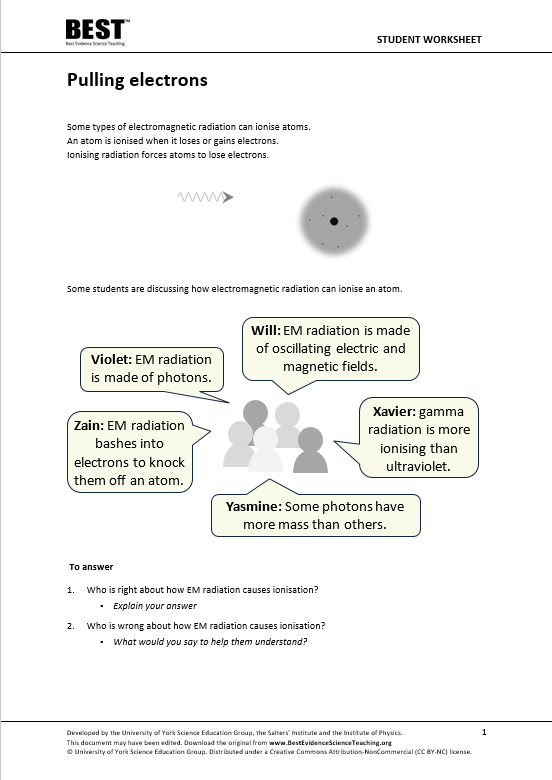 BEST™
Best Evidence Science Teaching
STUDENT WORKSHEET
Pulling electrons
Some types of electromagnetic radiation can ionise atoms.
An atom is ionised when it loses or gains electrons.
Ionising radiation forces atoms to lose electrons.
Some students are discussing how electromagnetic radiation can ionise an atom.
Will: EM radiation is made
of oscillating electric and
magnetic fields.
Violet: EM radiation
is made of photons.
Xavier: gamma
radiation is more
ionising than
ultraviolet.
Zain: EM radiation
bashes into
electrons to knock
them off an atom.
Yasmine: Some photons have
more mass than others.
To answer
1. Who is right about how EM radiation causes ionisation?
• Explain your answer
2. Who is wrong about how EM radiation causes ionisation?
• What would you say to help them understand?
Developed by the University of York Science Education Group, the Salters' Institute and the Institute of Physics.
1
This document may have been edited. Download the original from www.BestEvidenceScienceTeaching.org
© University of York Science Education Group. Distributed under a Creative Commons Attribution-NonCommercial (CC BY-NC) license.